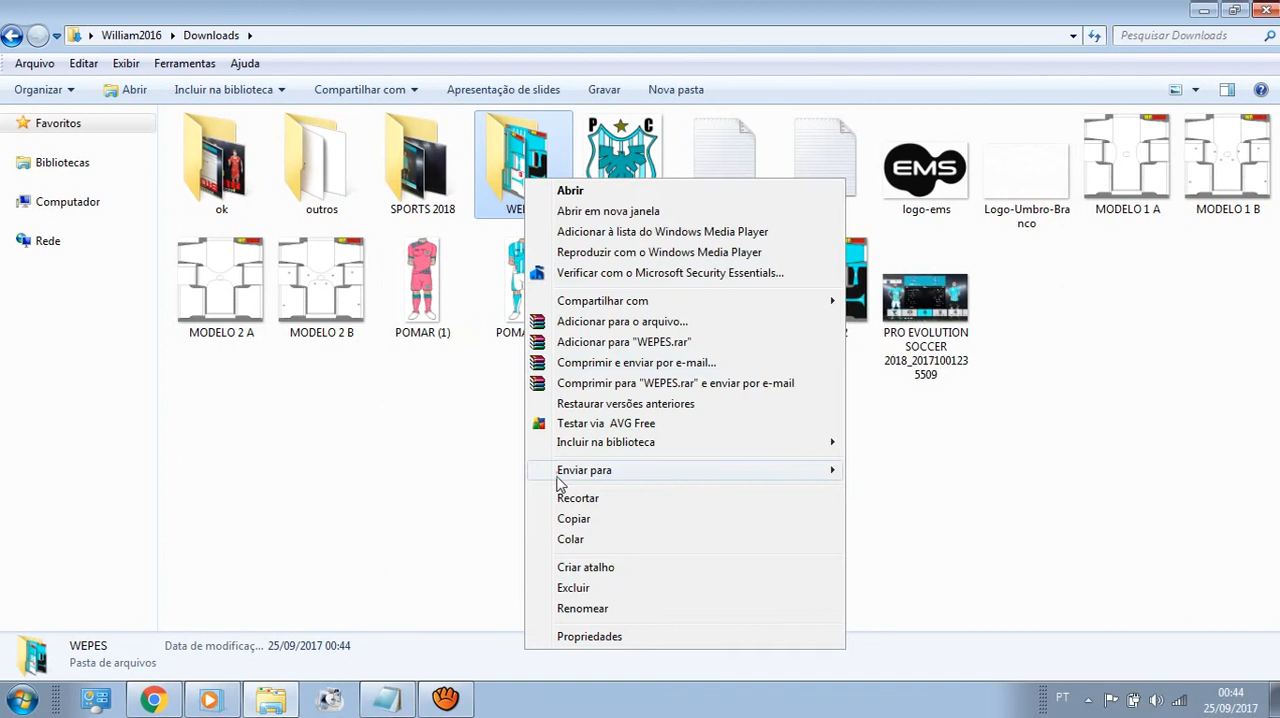 William2016 Downloads
Pesquisar Downloads
Arquivo Editar Exibir Ferramentas Ajuda
Organizar Abrir Incluir na biblioteca Compartilhar com Apresentação de slides Gravar Nova pasta
Favoritos
Bibliotecas
Computador
Rede
P C
EMS
ok
outros
SPORTS 2018
logo-ems
Logo-Umbro-Bra
nco
MODELO 1 A
MODELO 1 B
MODELO 2 A
MODELO 2 B
POMAR (1)
PRO EVOLUTION
SOCCER
2018_2017100123
5509
Abrir
Abrir em nova janela
Adicionar à lista do Windows Media Player
Reproduzir com o Windows Media Player
Verificar com o Microsoft Security Essentials...
Compartilhar com
Adicionar para o arquivo...
Adicionar para "WEPES.rar"
Comprimir e enviar por e-mail...
Comprimir para "WEPES.rar" e enviar por e-mail
Restaurar versões anteriores
Testar via AVG Free
Incluir na biblioteca
Enviar para
Recortar
Copiar
Colar
Criar atalho
Excluir
Renomear
Propriedades
WEPES Data de modificaç... 25/09/2017 00:44
Pasta de arquivos
PT
00:44
25/09/2017